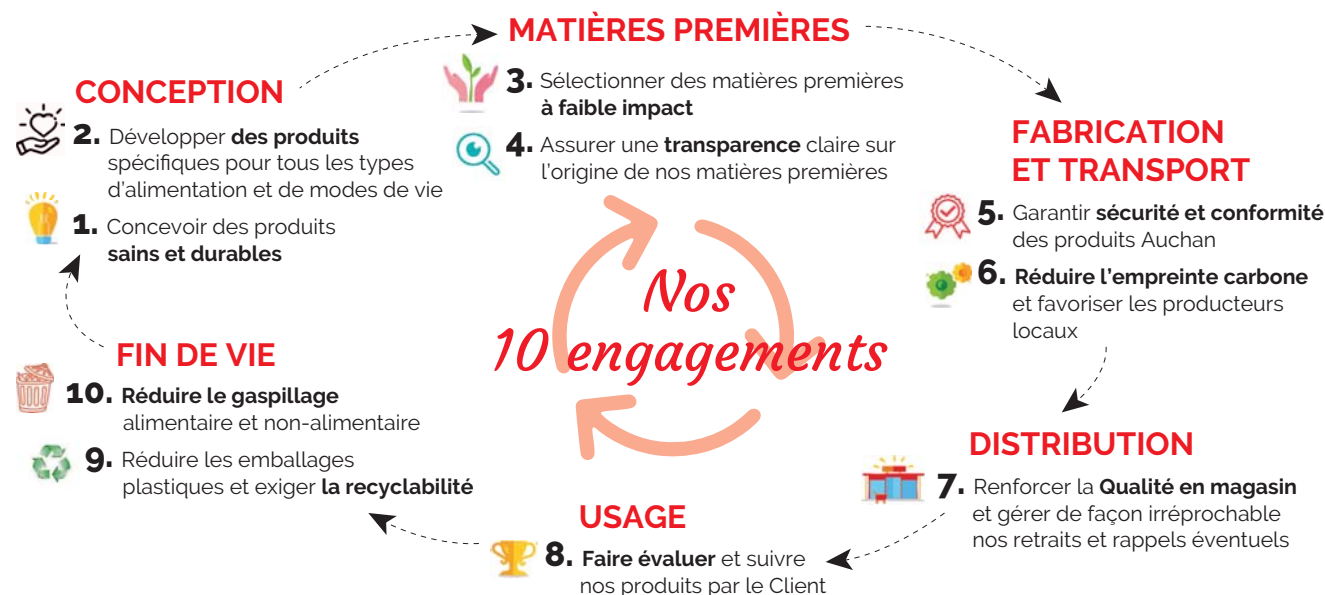 MATIÈRES PREMIÈRES
3. Sélectionner des matières premières
à faible impact
4. Assurer une transparence claire sur
l'origine de nos matières premières
CONCEPTION
2. Développer des produits
spécifiques pour tous les types
d'alimentation et de modes de vie
1. Concevoir des produits
sains et durables
FABRICATION
ET TRANSPORT
5. Garantir sécurité et conformité
des produits Auchan
6. Réduire l'empreinte carbone
et favoriser les producteurs
locaux
Nos
10 engagements
FIN DE VIE
10. Réduire le gaspillage
alimentaire et non-alimentaire
9. Réduire les emballages
plastiques et exiger la recyclabilité
DISTRIBUTION
7. Renforcer la Qualité en magasin
et gérer de façon irréprochable
nos retraits et rappels éventuels
USAGE
8. Faire évaluer et suivre
nos produits par le Client